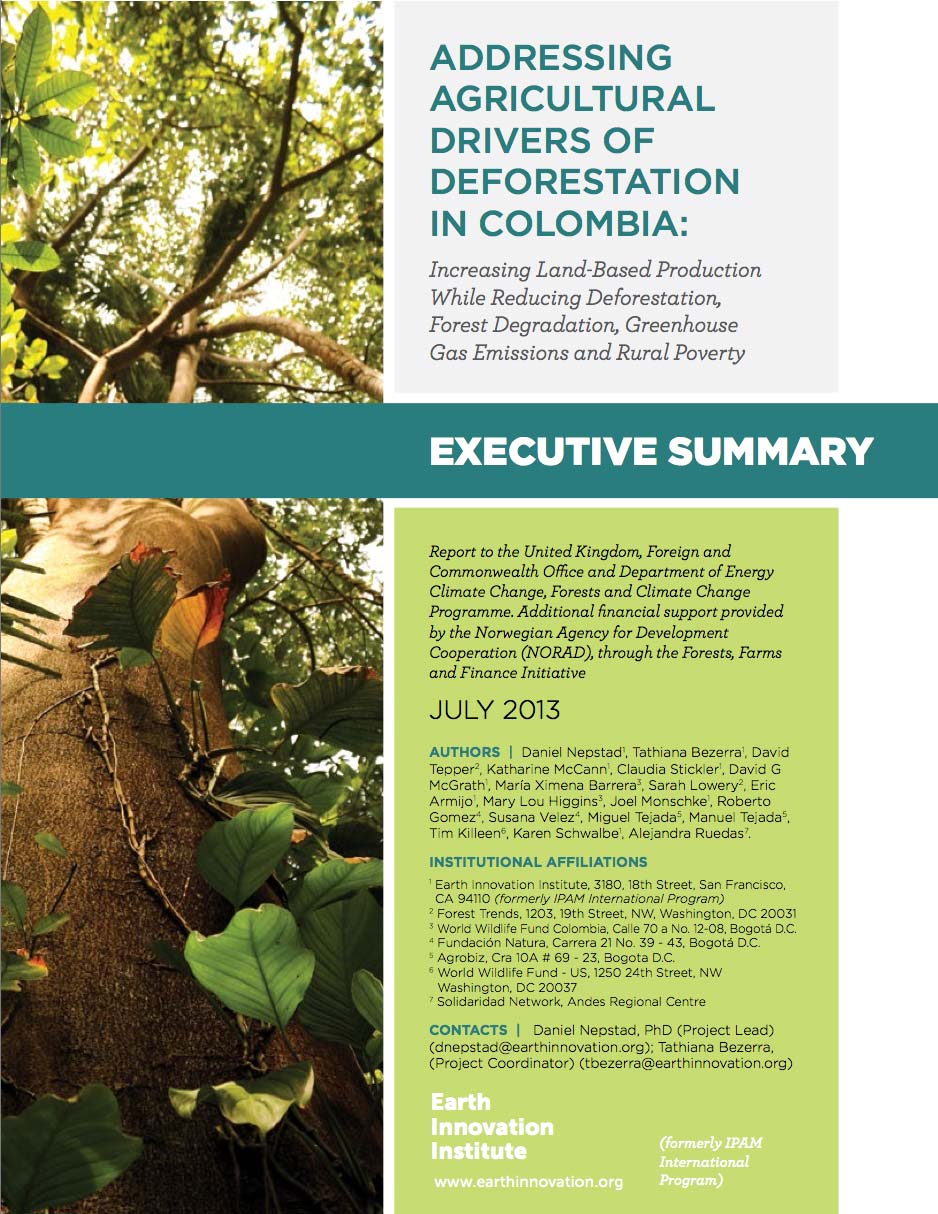 ADDRESSING
AGRICULTURAL
DRIVERS OF
DEFORESTATION
IN COLOMBIA:
Increasing Land-Based Production
While Reducing Deforestation,
Forest Degradation, Greenhouse
Gas Emissions and Rural Poverty
EXECUTIVE SUMMARY
Report to the United Kingdom, Foreign and
Commonwealth Office and Department of Energy
Climate Change, Forests and Climate Change
Programme. Additional financial support provided
by the Norwegian Agency for Development
Cooperation (NORAD), through the Forests, Farms
and Finance Initiative
JULY 2013
AUTHORS | Daniel Nepstad¹, Tathiana Bezerra¹, David
Tepper², Katharine McCann¹, Claudia Stickler¹, David G
McGrath¹, María Ximena Barrera³, Sarah Lowery², Eric
Armijo¹, Mary Lou Higgins³, Joel Monschke¹, Roberto
Gomez⁴, Susana Velez⁴, Miguel Tejada⁵, Manuel Tejada⁵,
Tim Killeen⁶, Karen Schwalbe¹, Alejandra Ruedas⁷.
INSTITUTIONAL AFFILIATIONS
¹ Earth Innovation Institute, 3180, 18th Street, San Francisco,
CA 94110 (formerly IPAM International Program)
² Forest Trends, 1203, 19th Street, NW, Washington, DC 20031
³ World Wildlife Fund Colombia, Calle 70 a No. 12-08, Bogotá D.C.
⁴ Fundación Natura, Carrera 21 No. 39 - 43, Bogotá D.C.
⁵ Agrobiz, Cra 10A # 69 - 23, Bogota D.C.
⁶ World Wildlife Fund - US, 1250 24th Street, NW
Washington, DC 20037
⁷ Solidaridad Network, Andes Regional Centre
CONTACTS | Daniel Nepstad, PhD (Project Lead)
(dnepstad@earthinnovation.org); Tathiana Bezerra,
(Project Coordinator) (tbezerra@earthinnovation.org)
Earth
Innovation
Institute
www.earthinnovation.org
(formerly IPAM
International
Program)